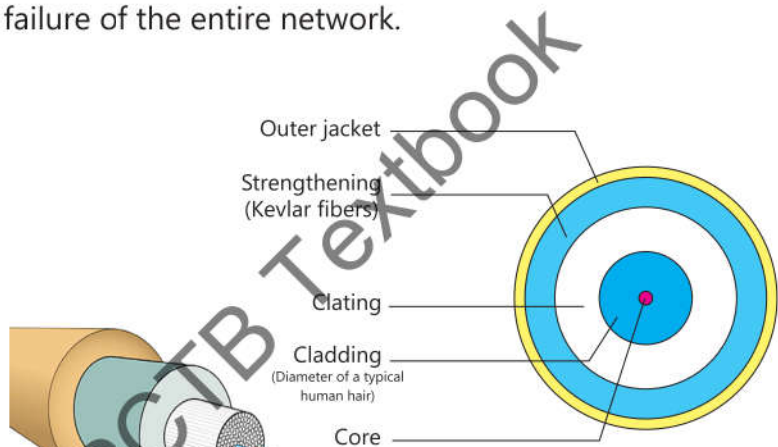 failure of the entire network.
Outer jacket
Strengthening
(Kevlar fibers)
Clating
Cladding
(Diameter of a typical
human hair)
Core
PCTB Textbook